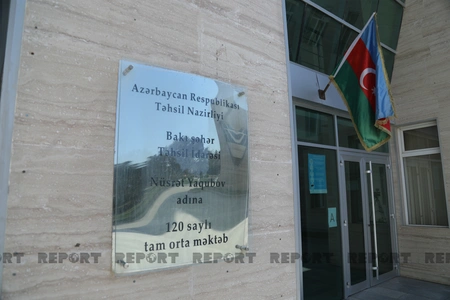 Azərbaycan Respublikası
Təhsil Nazirliyi
Bakı şəhər
Təhsil İdarəsi
Nüsrət Yaqubov
adına
120 saylı
tam orta məktəb
REPORT REPORT REPORT REPORT REPORT REPORT